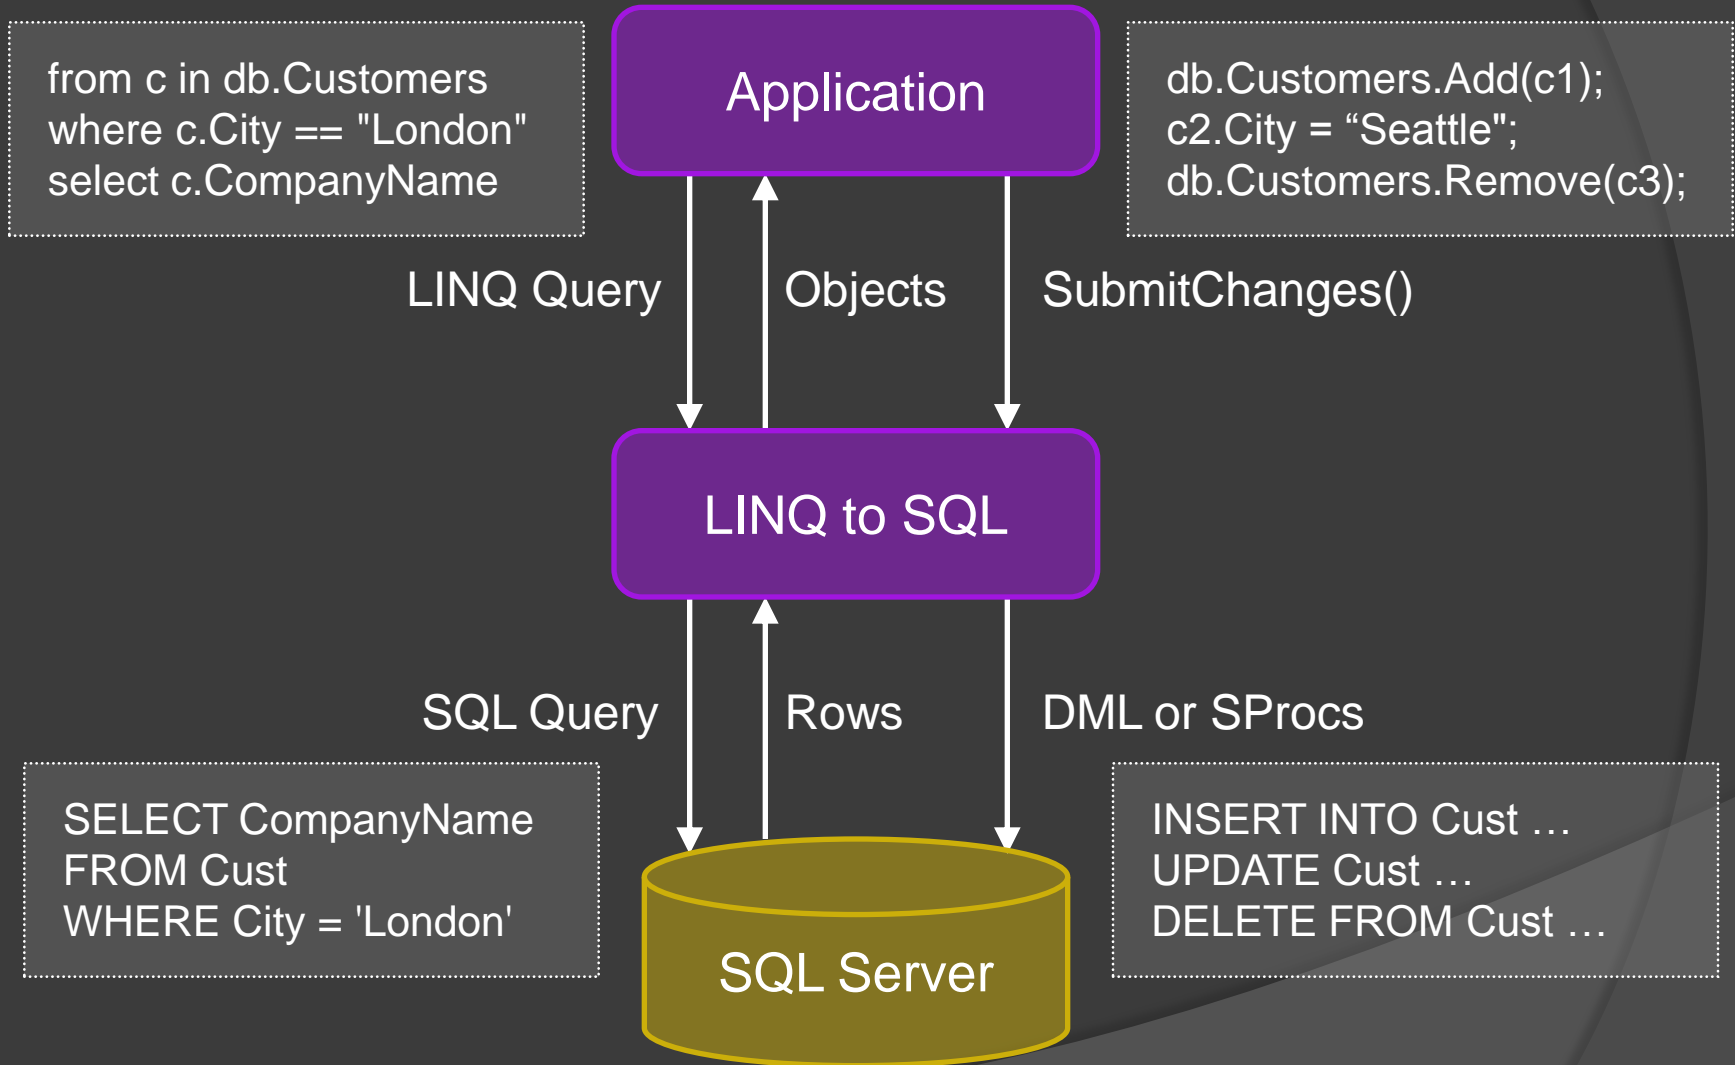 from c in db.Customers
where c.City == "London"
select c.CompanyName
Application
db.Customers.Add(c1);
c2.City = “Seattle";
db.Customers.Remove(c3);
LINQ Query
Objects
SubmitChanges()
LINQ to SQL
SQL Query
Rows
DML or SProcs
SELECT CompanyName
FROM Cust
WHERE City = 'London'
SQL Server
INSERT INTO Cust …
UPDATE Cust …
DELETE FROM Cust …